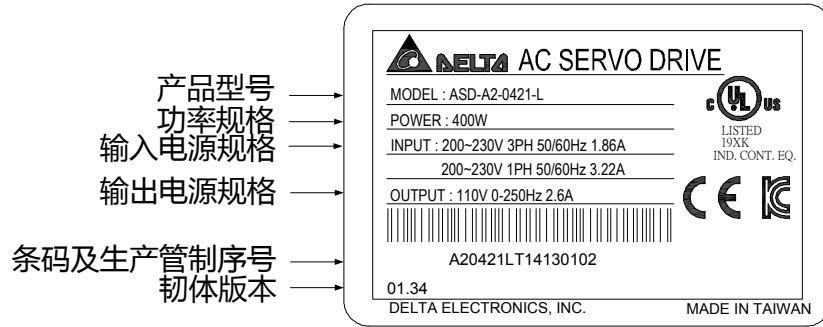 DELTA AC SERVO DRIVE
产品型号
MODEL : ASD-A2-0421-L
功率规格
POWER : 400W
输入电源规格
INPUT : 200~230V 3PH 50/60Hz 1.86A
200~230V 1PH 50/60Hz 3.22A
输出电源规格
OUTPUT : 110V 0-250Hz 2.6A
c UL us
LISTED
19XK
IND. CONT. EQ.
CE
条码及生产管制序号
A20421LT14130102
韧体版本
01.34
DELTA ELECTRONICS, INC.
MADE IN TAIWAN